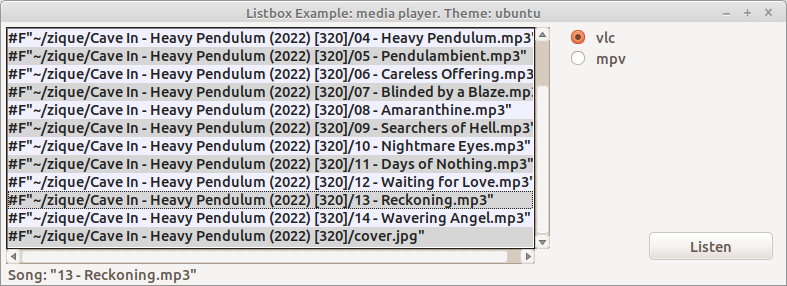 Listbox Example: media player. Theme: ubuntu
#F"~/zique/Cave In - Heavy Pendulum (2022) [320]/04 - Heavy Pendulum.mp3"
#F"~/zique/Cave In - Heavy Pendulum (2022) [320]/05 - Pendulambient.mp3"
#F"~/zique/Cave In - Heavy Pendulum (2022) [320]/06 - Careless Offering.mp3
#F"~/zique/Cave In - Heavy Pendulum (2022) [320]/07 - Blinded by a Blaze.mp3
#F"~/zique/Cave In - Heavy Pendulum (2022) [320]/08 - Amaranthine.mp3"
#F"~/zique/Cave In - Heavy Pendulum (2022) [320]/09 - Searchers of Hell.mp3"
#F"~/zique/Cave In - Heavy Pendulum (2022) [320]/10 - Nightmare Eyes.mp3"
#F"~/zique/Cave In - Heavy Pendulum (2022) [320]/11 - Days of Nothing.mp3"
#F"~/zique/Cave In - Heavy Pendulum (2022) [320]/12 - Waiting for Love.mp3"
#F"~/zique/Cave In - Heavy Pendulum (2022) [320]/13 - Reckoning.mp3"
#F"~/zique/Cave In - Heavy Pendulum (2022) [320]/14 - Wavering Angel.mp3"
#F"~/zique/Cave In - Heavy Pendulum (2022) [320]/cover.jpg"
vlc
mpv
Listen
Song: "13 - Reckoning.mp3"